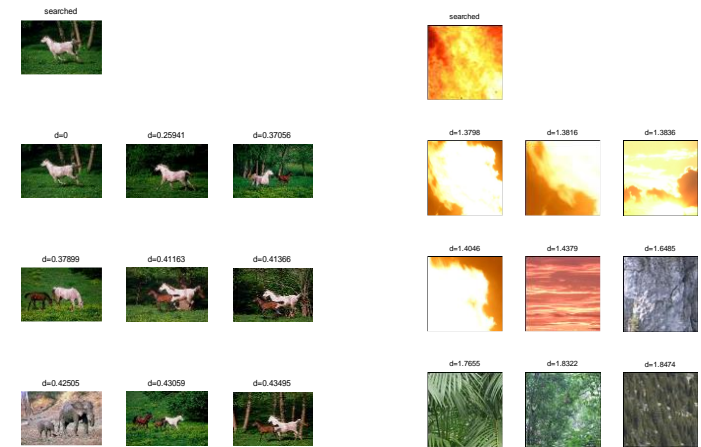 searched
d=0
d=0.25941
d=0.37056
d=0.37899
d=0.41163
d=0.41366
d=0.42505
d=0.43059
d=0.43495
searched
d=1.3798
d=1.3816
d=1.3836
d=1.4046
d=1.4379
d=1.6485
d=1.7655
d=1.8322
d=1.8474